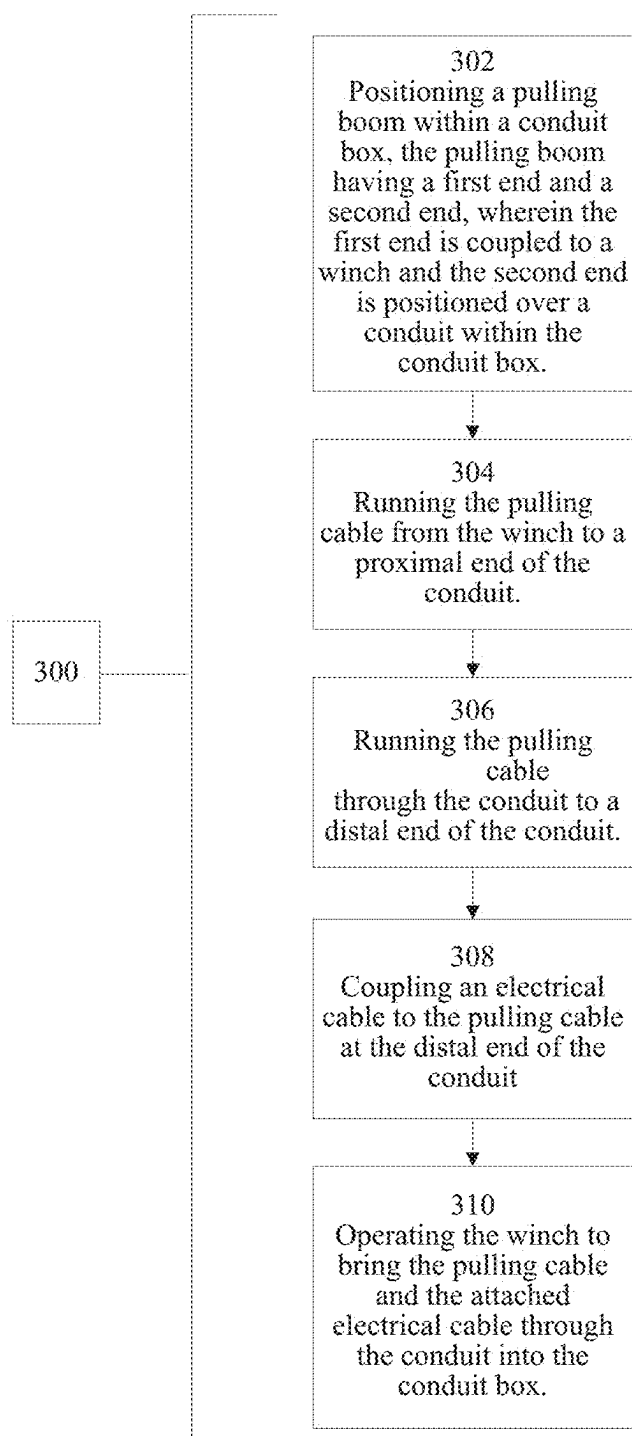 302
Positioning a pulling
boom within a conduit
box, the pulling boom
having a first end and a
second end, wherein the
first end is coupled to a
winch and the second end
is positioned over a
conduit within the
conduit box.
304
Running the pulling
cable from the winch to a
proximal end of the
conduit.
300
306
Running the pulling
cable
through the conduit to a
distal end of the conduit.
308
Coupling an electrical
cable to the pulling cable
at the distal end of the
conduit
310
Operating the winch to
bring the pulling cable
and the attached
electrical cable through
the conduit into the
conduit box.